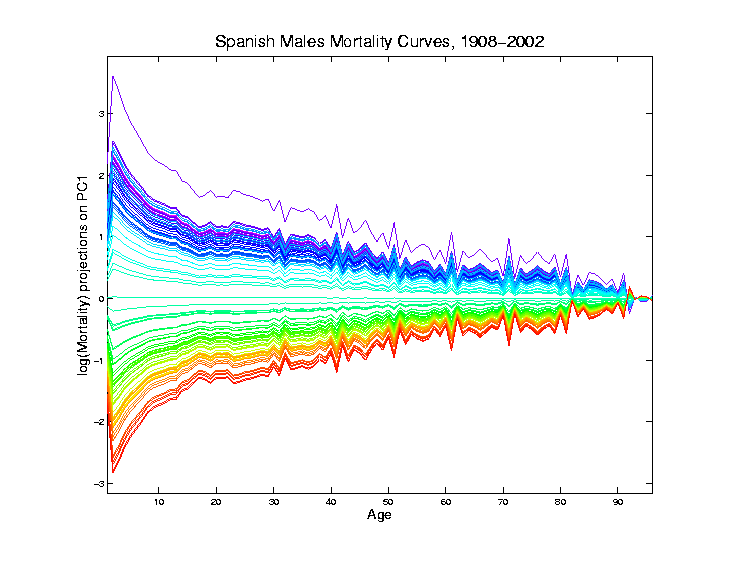 Spanish Males Mortality Curves, 1908−2002
log(Mortality) projections on PC1
3
2
1
0
−1
−2
−3
10 20 30 40 50 60 70 80 90
Age